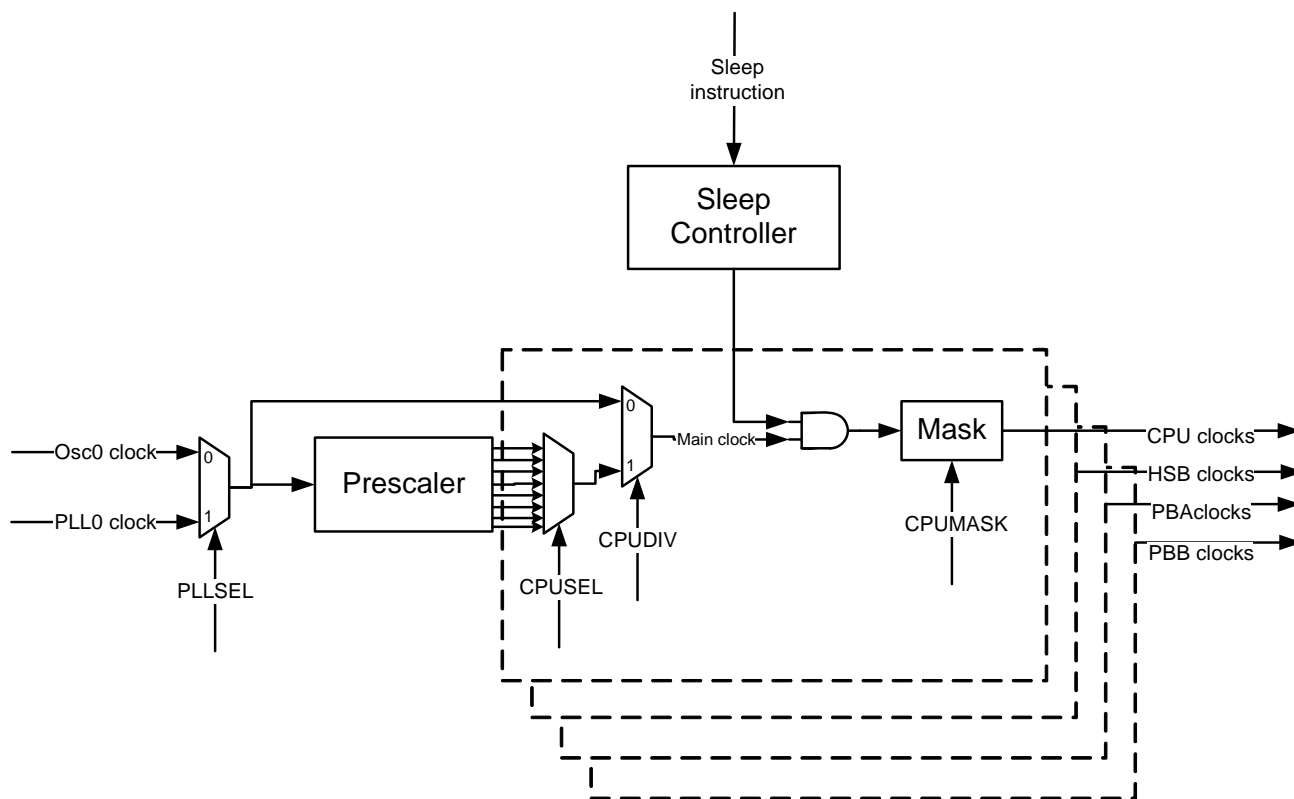 Sleep
instruction
Sleep
Controller
0
Main clock
1
Mask
CPU clocks
Osc0 clock
0
Prescaler
HSB clocks
PLL0 clock
1
PBAclocks
CPUDIV
CPUMASK
PBB clocks
PLLSEL
CPUSEL